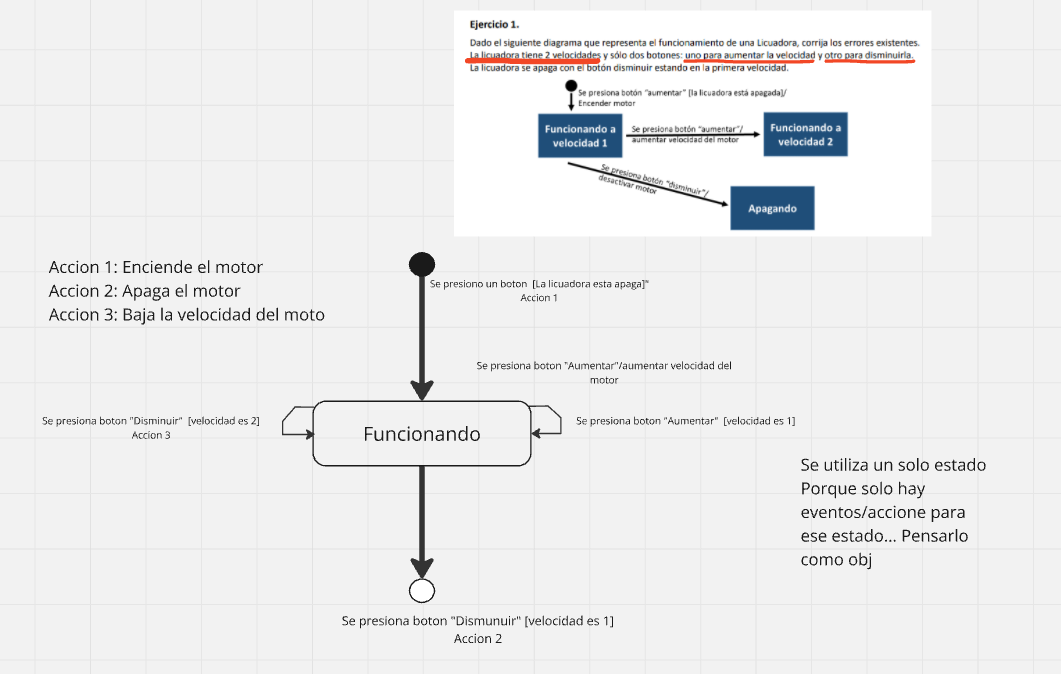 Ejercicio 1.
Dado el siguiente diagrama que representa el funcionamiento de una Licuadora, corrija los errores existentes.
La licuadora tiene 2 velocidades y sólo dos botones: uno para aumentar la velocidad y otro para disminuirla.
La licuadora se apaga con el botón disminuir estando en la primera velocidad.
Se presiona botón "aumentar" [la licuadora está apagada]/
Encender motor
Funcionando a
velocidad 1
Se presiona botón "aumentar"/
aumentar velocidad del motor
Funcionando a
velocidad 2
Se presiona botón "disminuir"/
desactivar motor
Apagando
Accion 1: Enciende el motor
Accion 2: Apaga el motor
Accion 3: Baja la velocidad del moto
Se presiono un boton [La licuadora esta apaga]"
Accion 1
Se presiona boton "Aumentar"/aumentar velocidad del
motor
Se presiona boton "Disminuir" [velocidad es 2]
Accion 3
Funcionando
Se presiona boton "Aumentar" [velocidad es 1]
Se utiliza un solo estado
Porque solo hay
eventos/accione para
ese estado... Pensarlo
como obj
Se presiona boton "Dismunuir" [velocidad es 1]
Accion 2